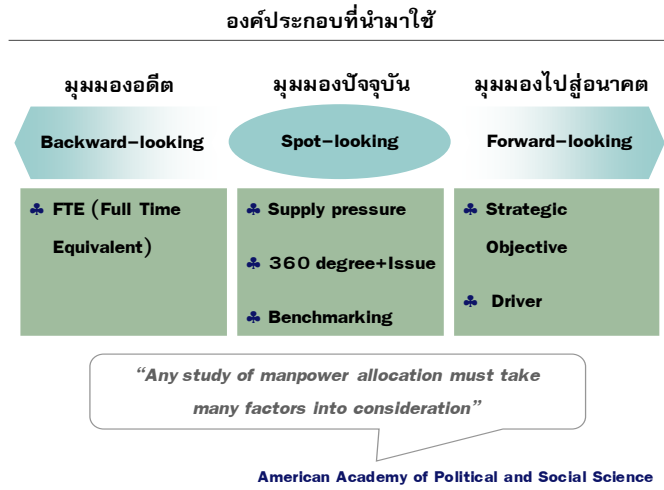 องค์ประกอบที่นำมาใช้
มุมมองอดีต
Backward-looking
♣ FTE (Full Time
Equivalent)
มุมมองปัจจุบัน
Spot-looking
♣ Supply pressure
♣ 360 degree+Issue
♣ Benchmarking
มุมมองไปสู่อนาคต
Forward-looking
♣ Strategic
Objective
♣ Driver
“Any study of manpower allocation must take
many factors into consideration”
American Academy of Political and Social Science